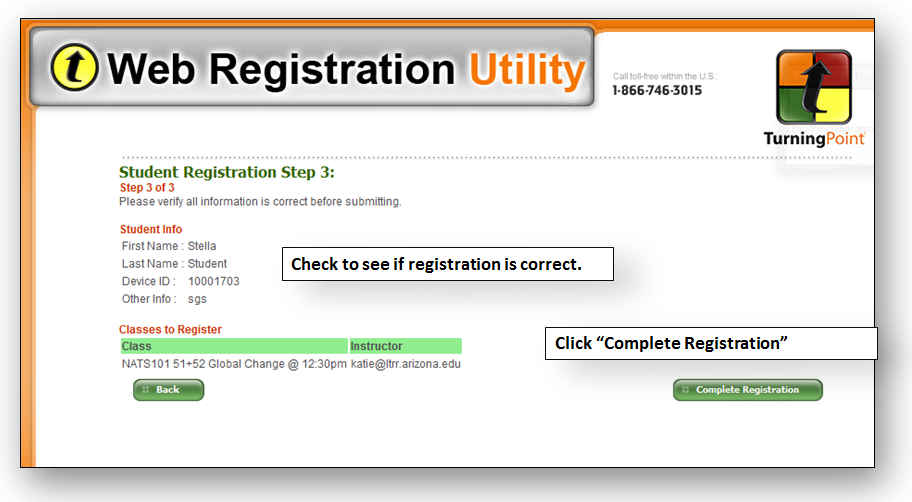 t Web Registration Utility
Call toll-free within the U.S.:
1-866-746-3015
t
TurningPoint
Student Registration Step 3:
Step 3 of 3
Please verify all information is correct before submitting.
Student Info
First Name : Stella
Last Name : Student
Device ID : 10001703
Other Info : sgs
Check to see if registration is correct.
Click “Complete Registration”
Classes to Register
Class Instructor
NATS101 51+52 Global Change @ 12:30pm katie@ltrr.arizona.edu
Back
Complete Registration